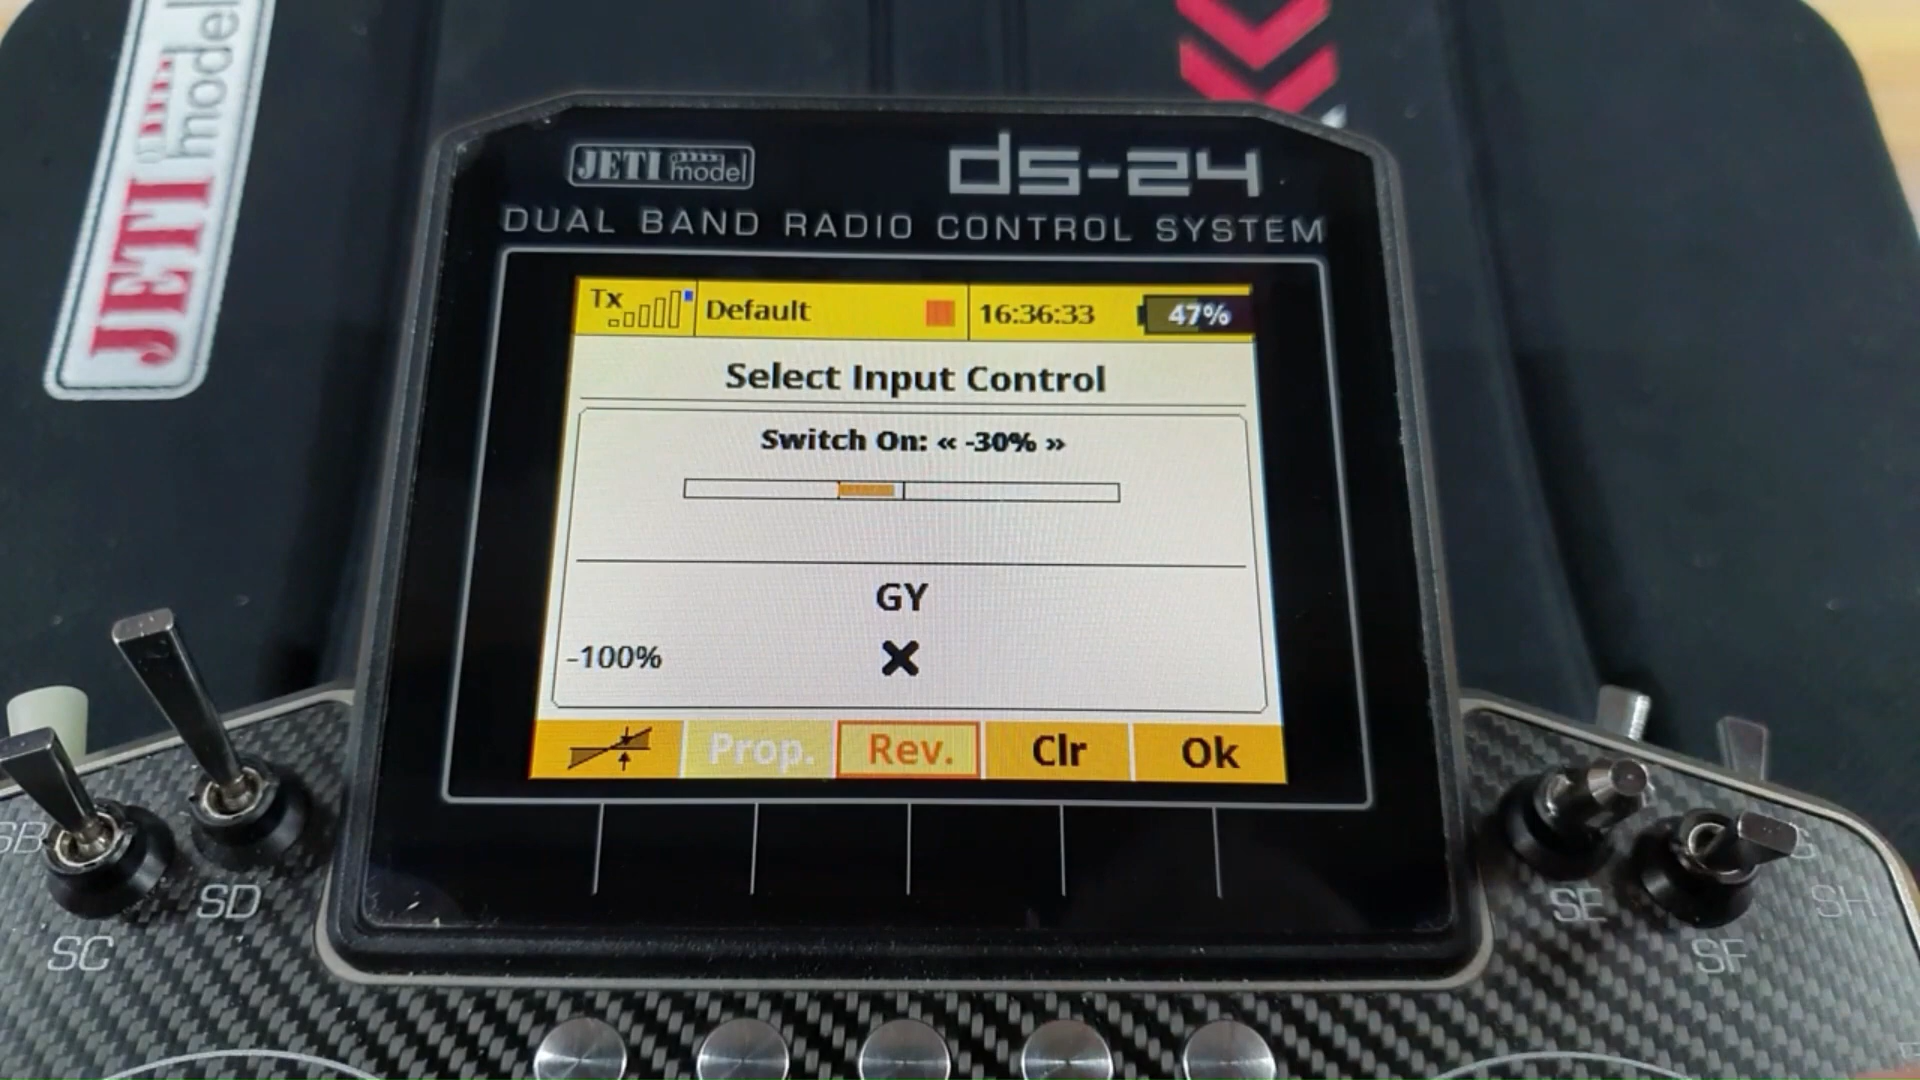 JETI model
JETI model
ds-24
DUAL BAND RADIO CONTROL SYSTEM
Tx Default 16:36:33 47%
Select Input Control
Switch On: « -30% »
GY
-100%
Prop. Rev. Clr Ok
SB
SD
SC
SE
SF
SH